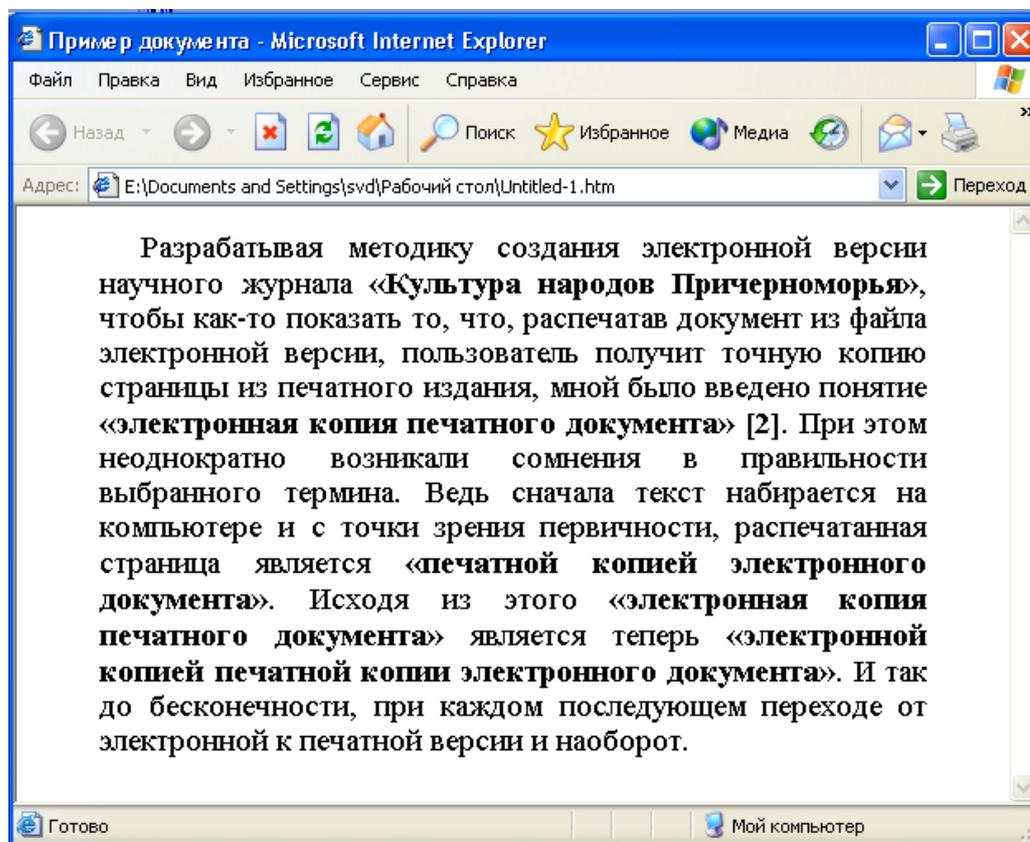 Пример документа - Microsoft Internet Explorer
Файл Правка Вид Избранное Сервис Справка
Назад Поиск Избранное Медиа »
Адрес: E:\Documents and Settings\svd\Рабочий стол\Untitled-1.htm Переход
Разрабатывая методику создания электронной версии
научного журнала «Культура народов Причерноморья»,
чтобы как-то показать то, что, распечатав документ из файла
электронной версии, пользователь получит точную копию
страницы из печатного издания, мной было введено понятие
«электронная копия печатного документа» [2]. При этом
неоднократно возникали сомнения в правильности
выбранного термина. Ведь сначала текст набирается на
компьютере и с точки зрения первичности, распечатанная
страница является «печатной копией электронного
документа». Исходя из этого «электронная копия
печатного документа» является теперь «электронной
копией печатной копии электронного документа». И так
до бесконечности, при каждом последующем переходе от
электронной к печатной версии и наоборот.
Готово Мой компьютер